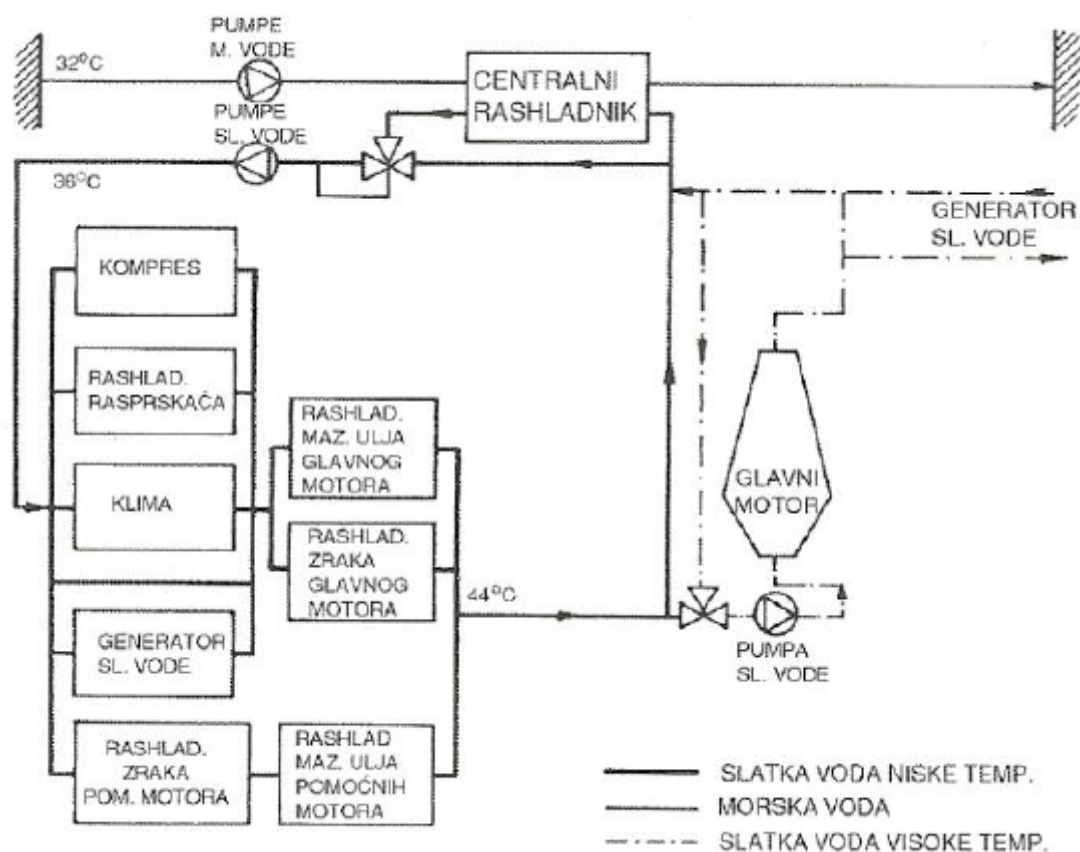 PUMPE
M. VODE
32°C
CENTRALNI
RASHLADNIK
PUMPE
SL. VODE
36°C
GENERATOR
SL. VODE
KOMPRES
RASHLAD.
RASPRSKAČA
KLIMA
RASHLAD.
MAZ. ULJA
GLAVNOG
MOTORA
GLAVNI
MOTOR
RASHLAD.
ZRAKA
GLAVNOG
MOTORA
44°C
GENERATOR
SL. VODE
PUMPA
SL. VODE
RASHLAD.
ZRAKA
POM. MOTORA
RASHLAD
MAZ. ULJA
POMOĆNIH
MOTORA
SLATKA VODA NISKE TEMP.
MORSKA VODA
SLATKA VODA VISOKE TEMP.